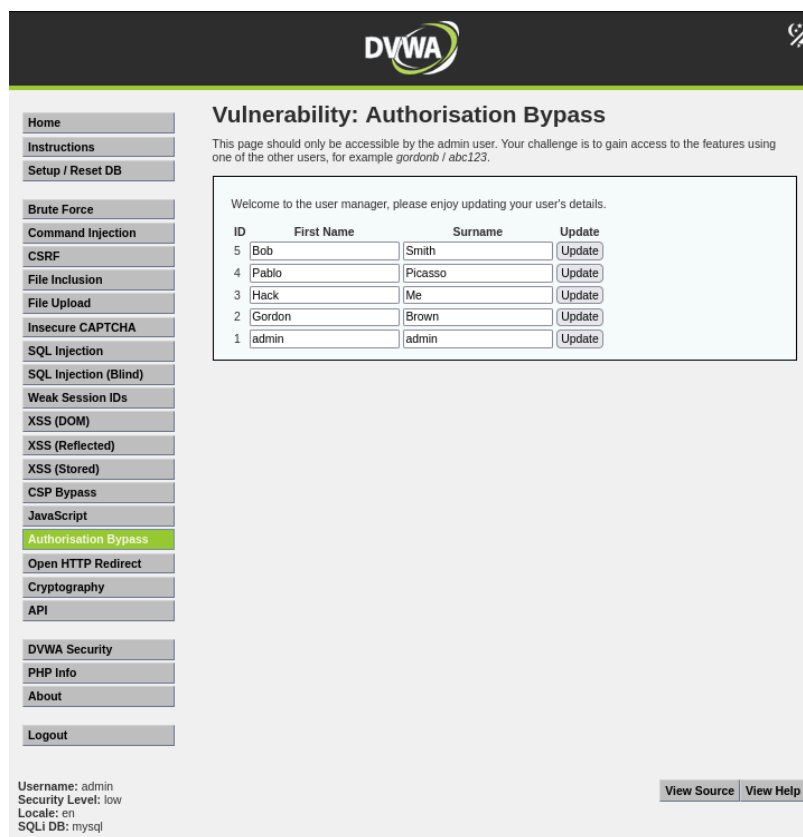 DVWA
Home
Instructions
Setup / Reset DB
Brute Force
Command Injection
CSRF
File Inclusion
File Upload
Insecure CAPTCHA
SQL Injection
SQL Injection (Blind)
Weak Session IDs
XSS (DOM)
XSS (Reflected)
XSS (Stored)
CSP Bypass
JavaScript
Authorisation Bypass
Open HTTP Redirect
Cryptography
API
DVWA Security
PHP Info
About
Logout
Vulnerability: Authorisation Bypass
This page should only be accessible by the admin user. Your challenge is to gain access to the features using
one of the other users, for example gordonb / abc123.
Welcome to the user manager, please enjoy updating your user's details.
ID First Name Surname Update
5 Bob Smith Update
4 Pablo Picasso Update
3 Hack Me Update
2 Gordon Brown Update
1 admin admin Update
Username: admin
Security Level: low
Locale: en
SQLi DB: mysql
View Source View Help